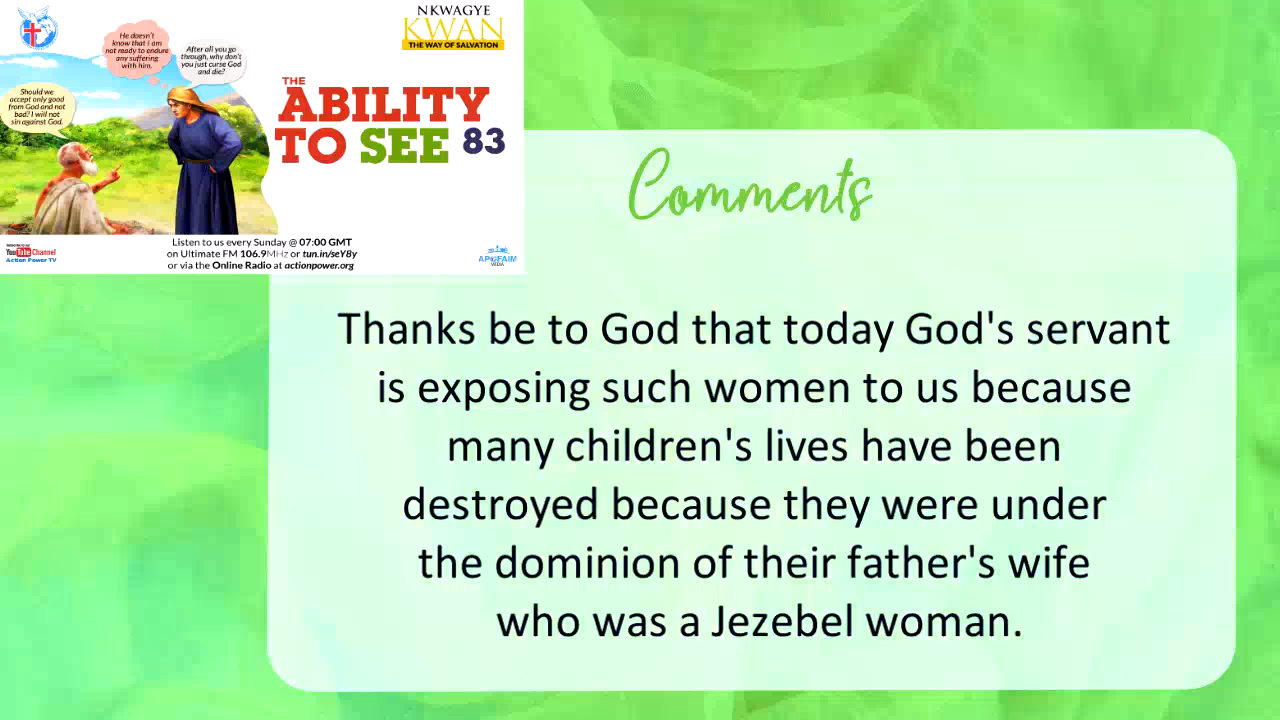 NKWAGYE
KWAN
THE WAY OF SALVATION
He doesn't
know that I am
not ready to endure
any suffering
with him.
After all you go
through, why don't
you just curse God
and die?
Should we
accept only good
from God and not
bad? I will not
sin against God.
THE
ABILITY
TO SEE 83
YouTube Channel
Action Power TV
Listen to us every Sunday @ 07:00 GMT
on Ultimate FM 106.9MHz or tun.in/seY8y
or via the Online Radio at actionpower.org
Comments
Thanks be to God that today God's servant
is exposing such women to us because
many children's lives have been
destroyed because they were under
the dominion of their father's wife
who was a Jezebel woman.